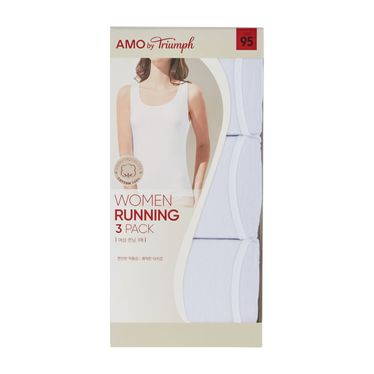 AMO by Triumph
95
WOMEN
RUNNING
3 PACK
| 여성 런닝 3매 |